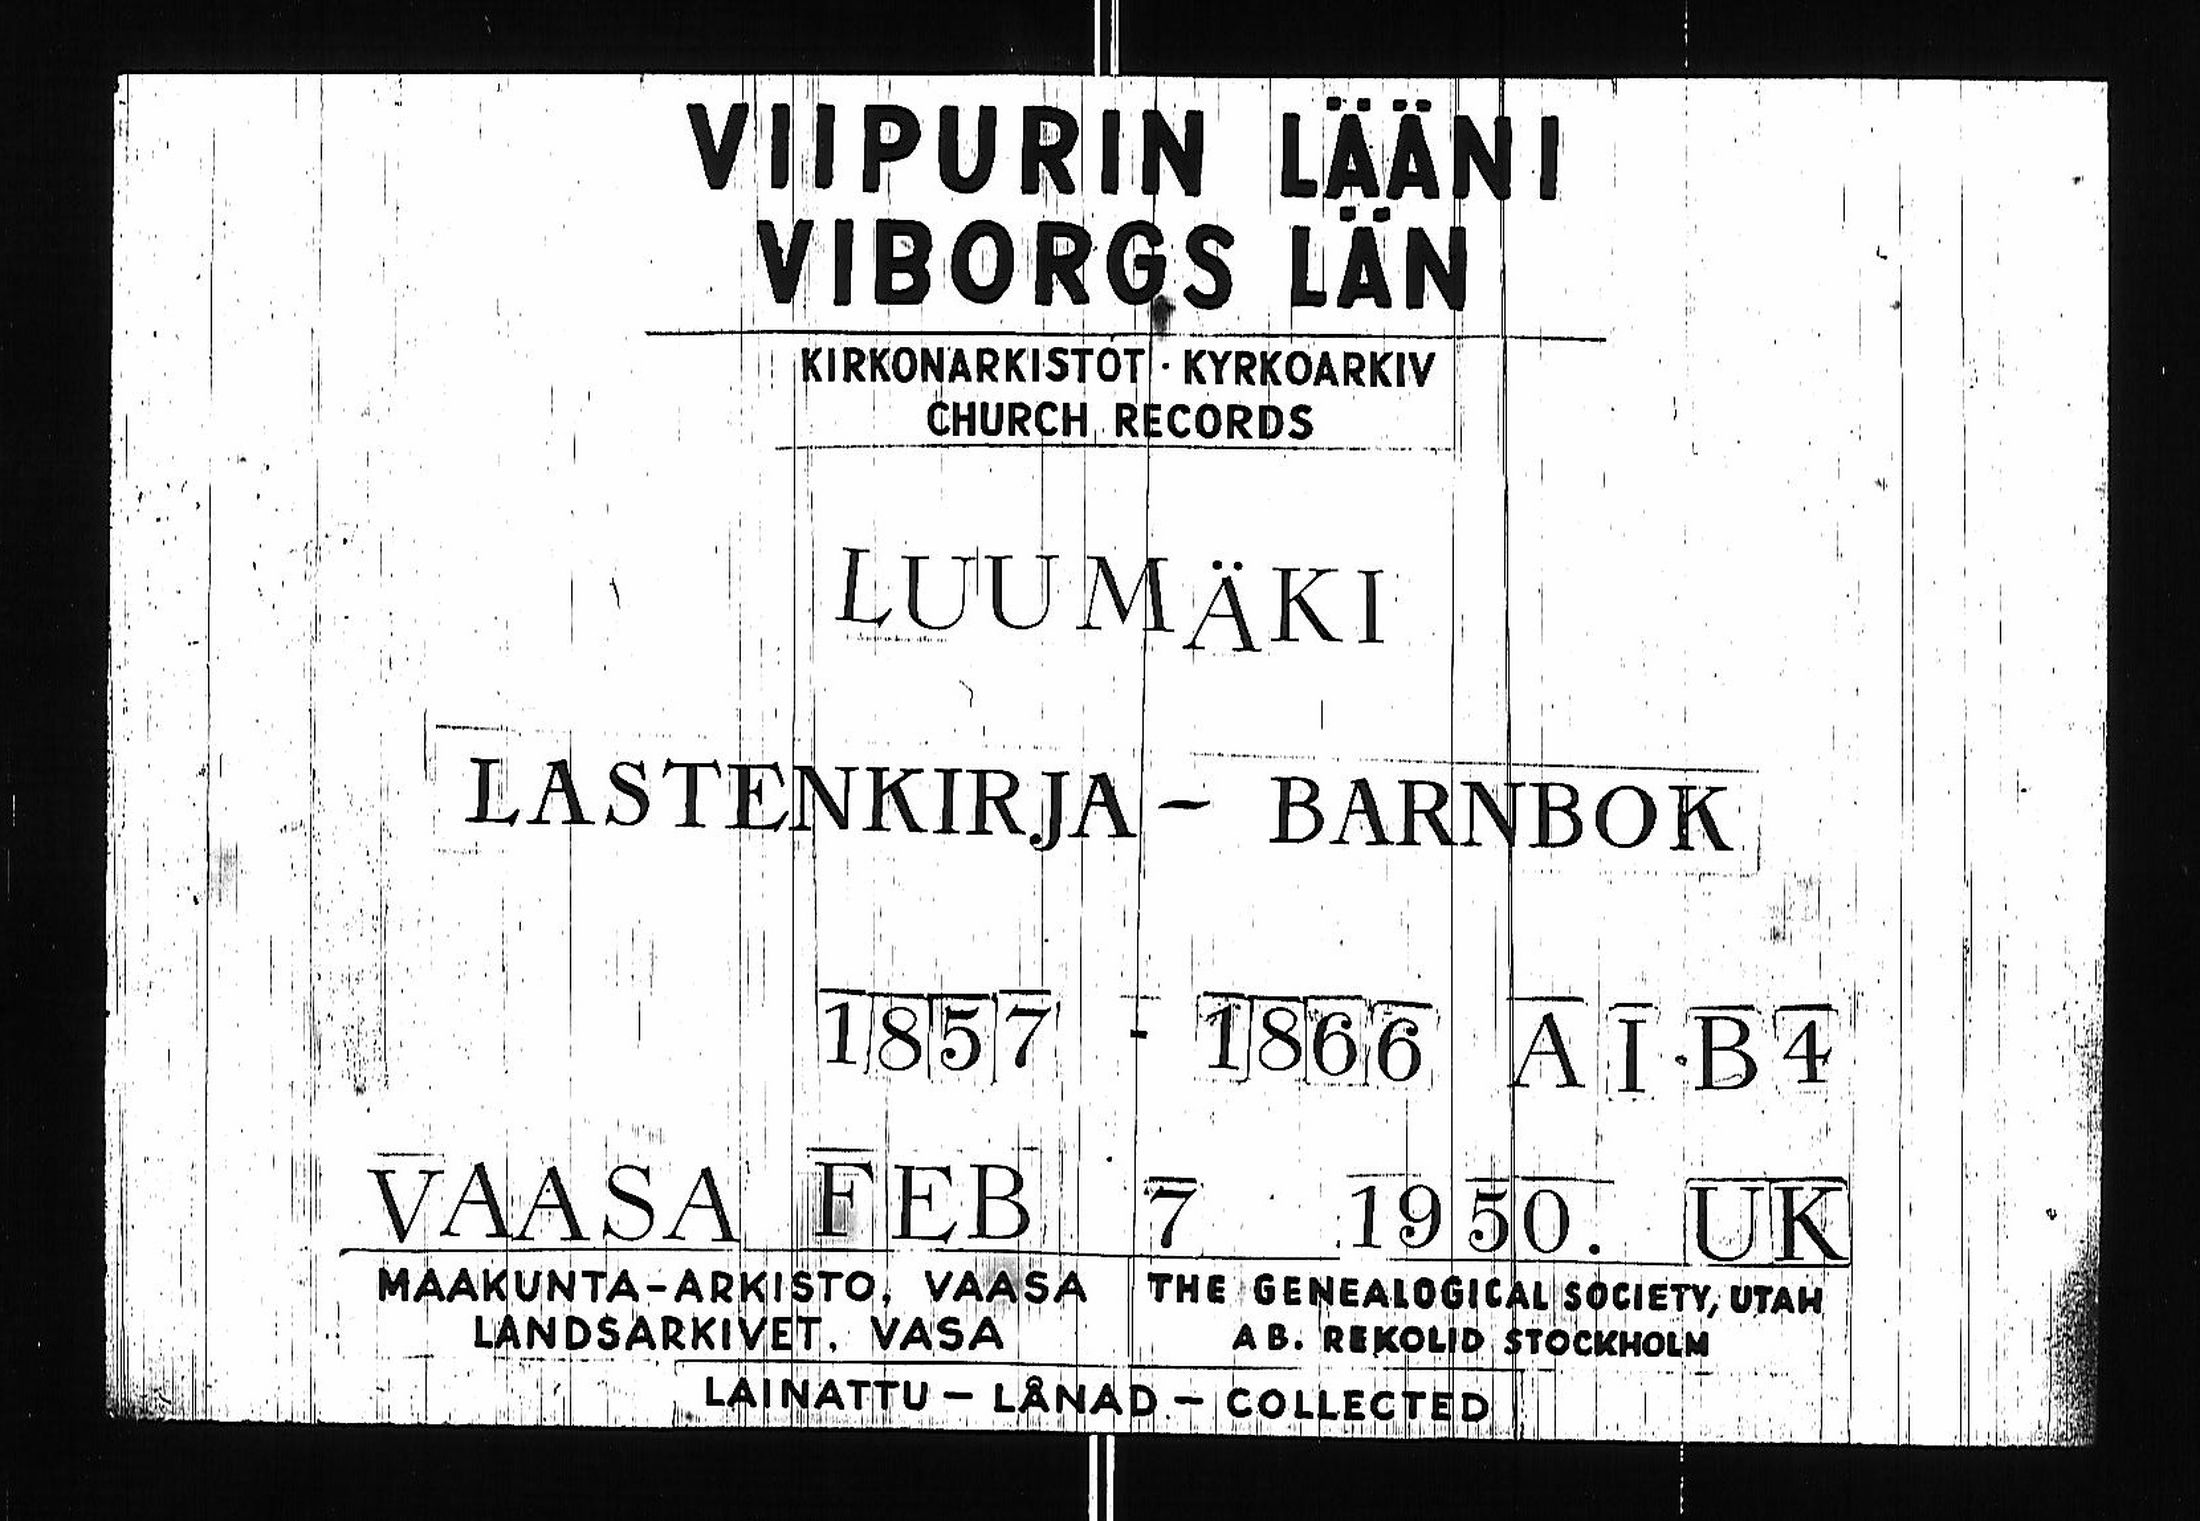 VIIPURIN LÄÄNI
VIBORGS LÄN
KIRKONARKISTOT · KYRKOARKIV
CHURCH RECORDS
LUUMÄKI
LASTENKIRJA - BARNBOK
1857 - 1866 A I·B4
VAASA FEB 7 1950. UK
MAAKUNTA-ARKISTO, VAASA
LANDSARKIVET, VASA
THE GENEALOGICAL SOCIETY, UTAH
AB. REKOLID STOCKHOLM
LAINATTU - LÅNAD - COLLECTED